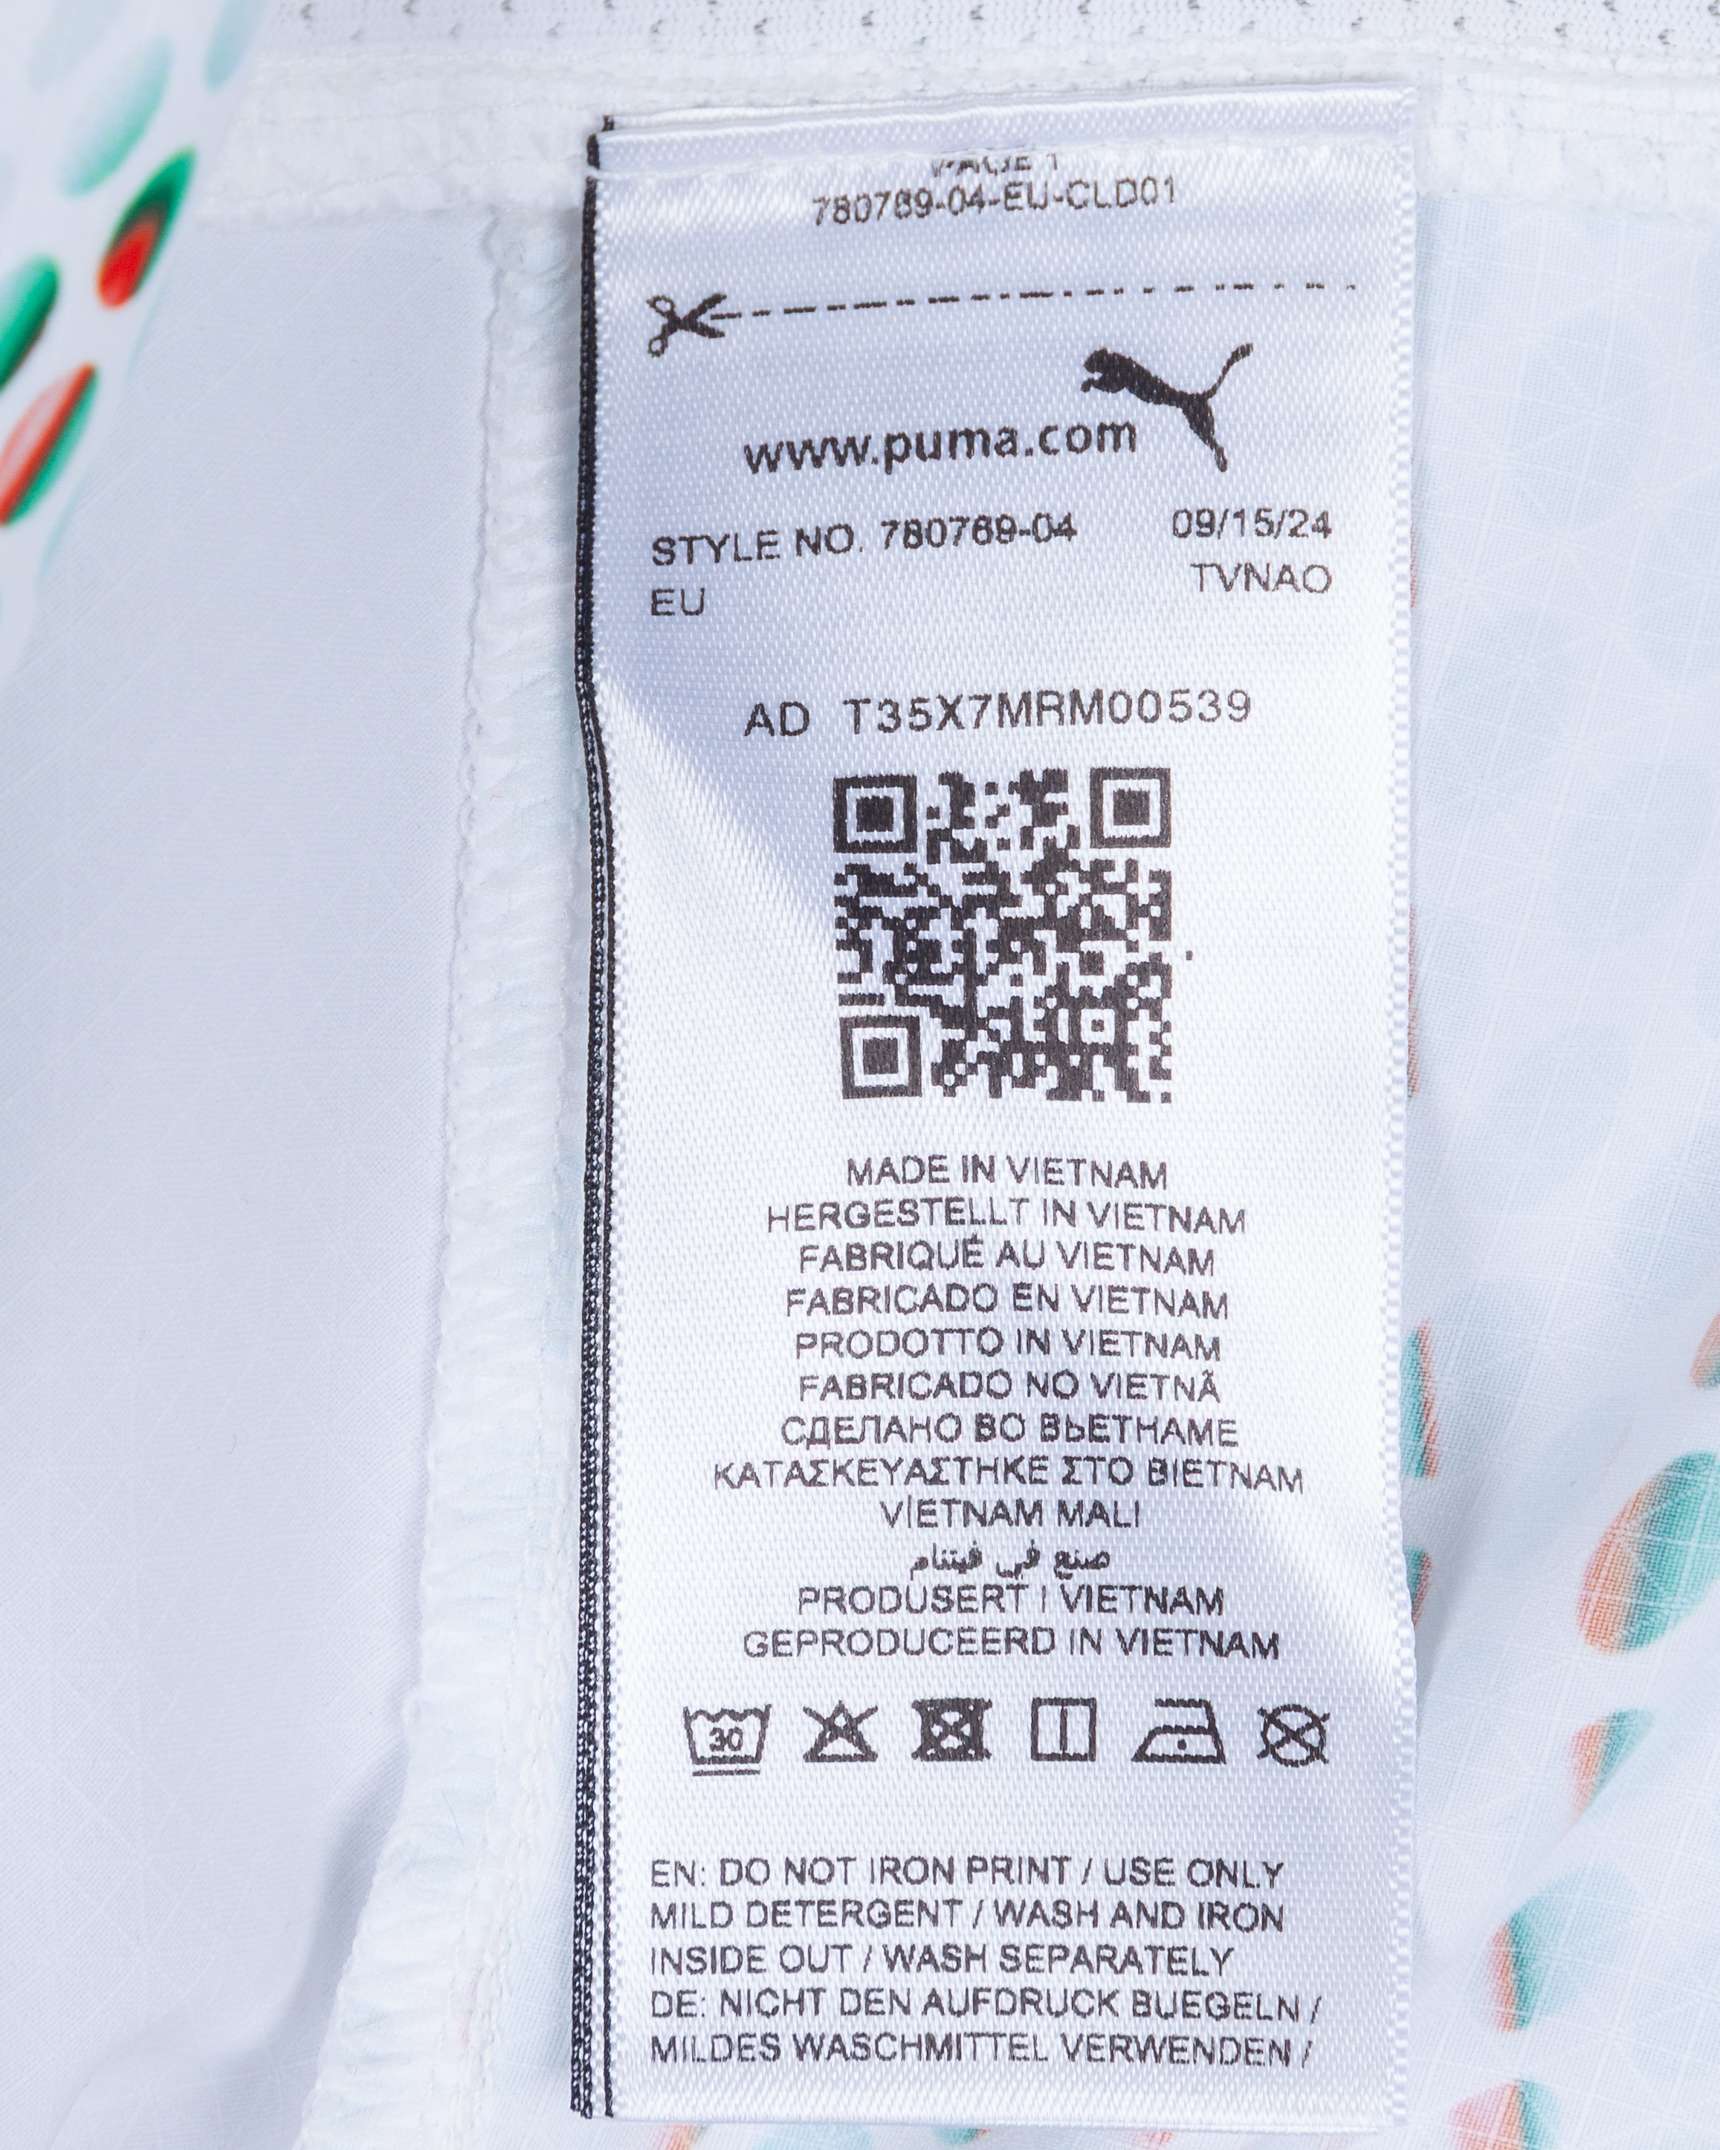 PAGE 1
780769-04-EU-CLD01
www.puma.com
STYLE NO. 780769-04 09/15/24
EU TVNAO
AD T35X7MRM00539
MADE IN VIETNAM
HERGESTELLT IN VIETNAM
FABRIQUÉ AU VIETNAM
FABRICADO EN VIETNAM
PRODOTTO IN VIETNAM
FABRICADO NO VIETNÃ
СДЕЛАНО ВО ВЬЕТНАМЕ
ΚΑΤΑΣΚΕΥΑΣΤΗΚΕ ΣΤΟ ΒΙΕΤΝΑΜ
VİETNAM MALI
صنع في فيتنام
PRODUSERT I VIETNAM
GEPRODUCEERD IN VIETNAM
30
EN: DO NOT IRON PRINT / USE ONLY
MILD DETERGENT / WASH AND IRON
INSIDE OUT / WASH SEPARATELY
DE: NICHT DEN AUFDRUCK BUEGELN /
MILDES WASCHMITTEL VERWENDEN /